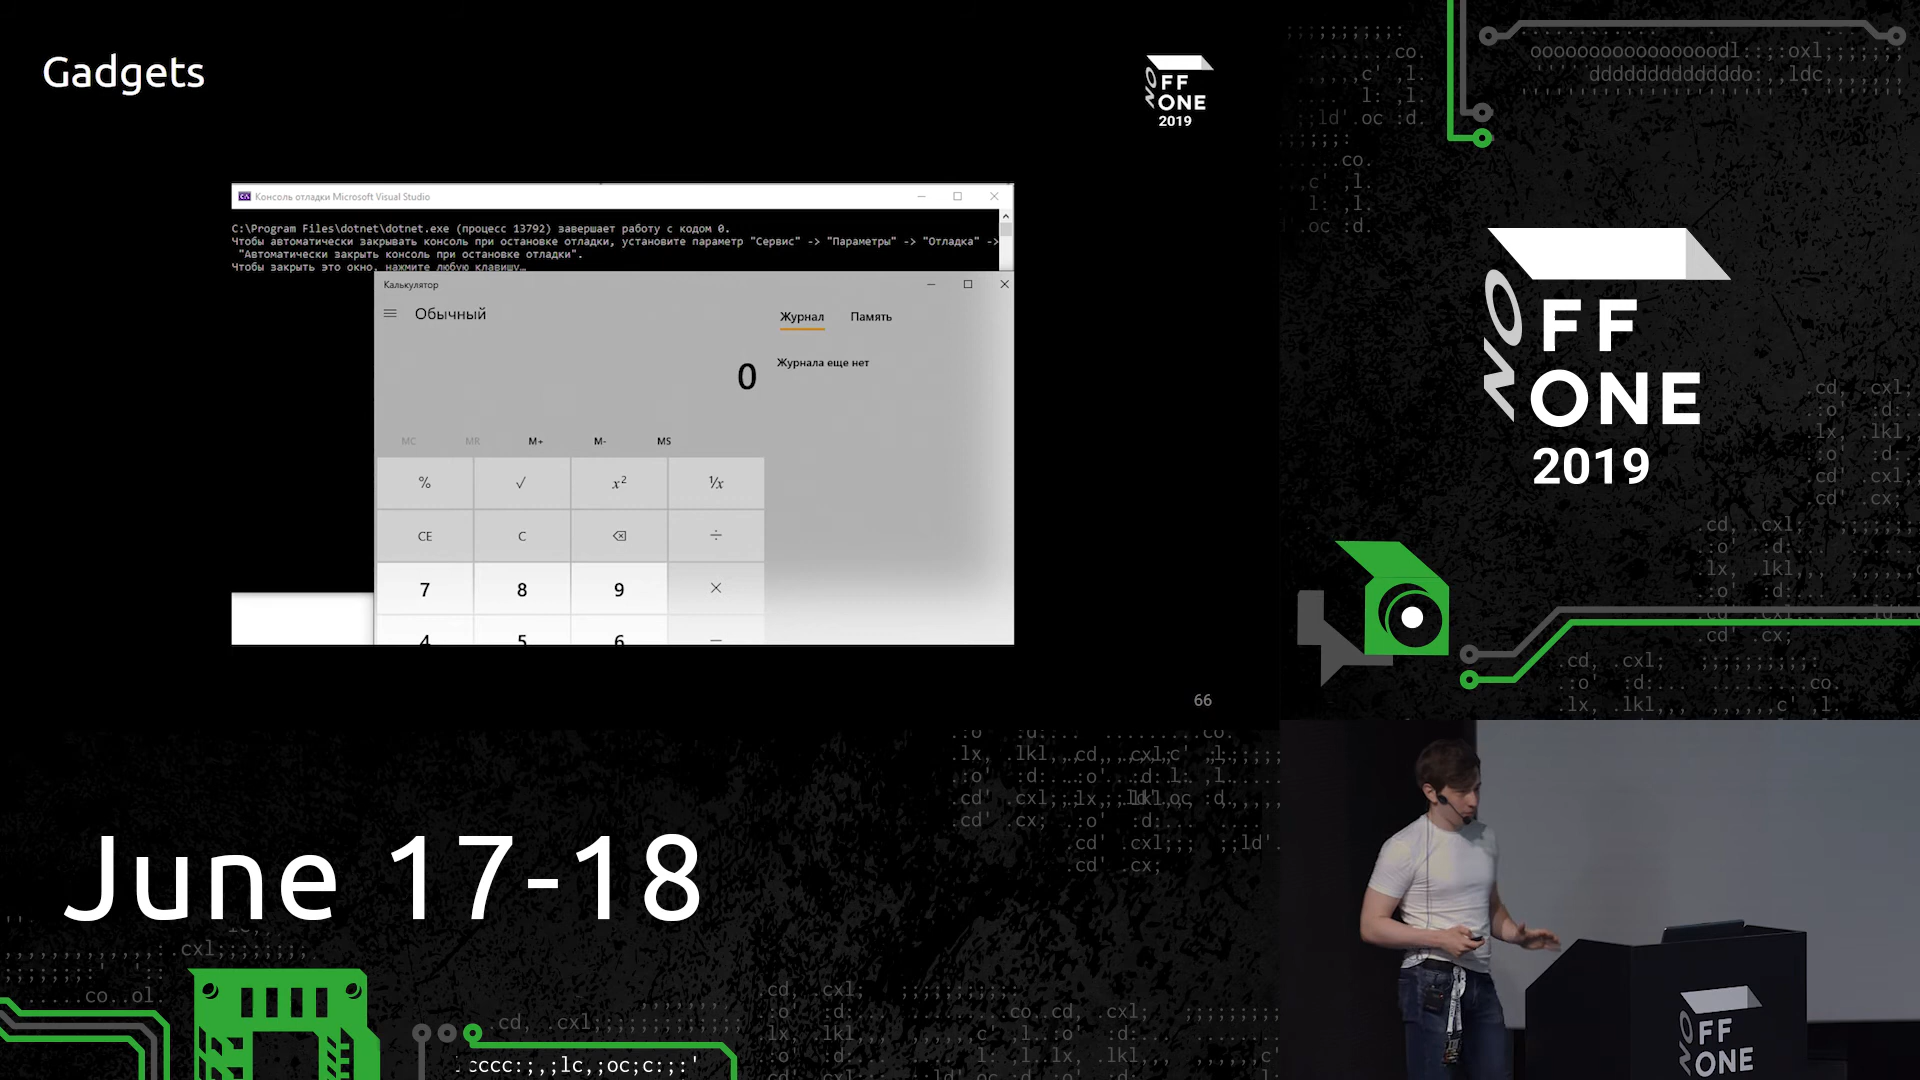 Gadgets
OFF
ZONE
2019
Консоль отладки Microsoft Visual Studio
C:\Program Files\dotnet\dotnet.exe (процесс 13792) завершает работу с кодом 0.
Чтобы автоматически закрывать консоль при остановке отладки, установите параметр "Сервис" -> "Параметры" -> "Отладка" ->
"Автоматически закрыть консоль при остановке отладки".
Чтобы закрыть это окно, нажмите любую клавишу…
Калькулятор
Обычный
Журнал Память
0
Журнала еще нет
MC MR M+ M- MS
% √ x² ¹/x
CE C ÷
7 8 9 ×
4 5 6 −
66
OFF
ZONE
2019
June 17-18
OFF
ZONE